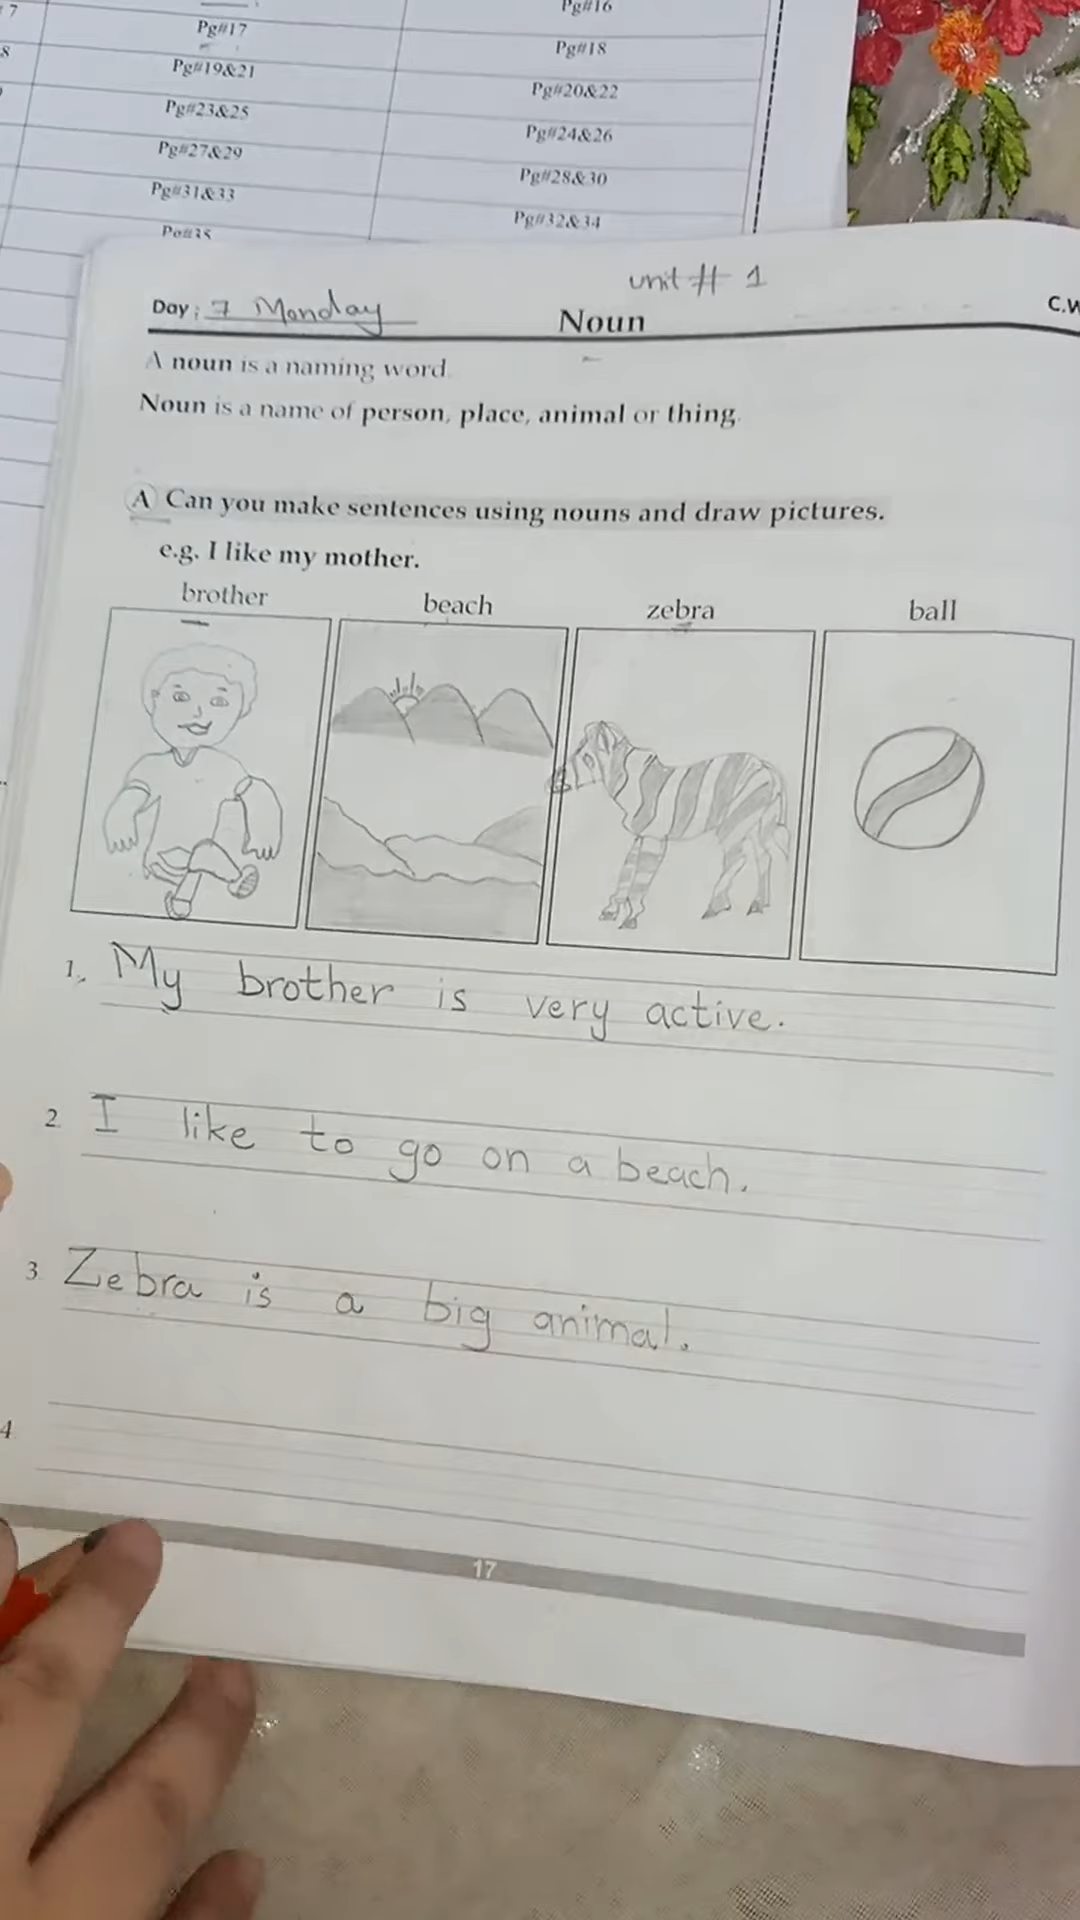 7
Pg#17
Pg#16
8
Pg#19&21
Pg#18
Pg#23&25
Pg#20&22
Pg#27&29
Pg#24&26
Pg#31&33
Pg#28&30
Pg#35
Pg#32&34
unit # 1
Day: 7 Monday
Noun
C.W
A noun is a naming word.
Noun is a name of person, place, animal or thing.
A Can you make sentences using nouns and draw pictures.
e.g. I like my mother.
brother beach zebra ball
1. My brother is very active.
2. I like to go on a beach.
3 Zebra is a big animal.
4
17